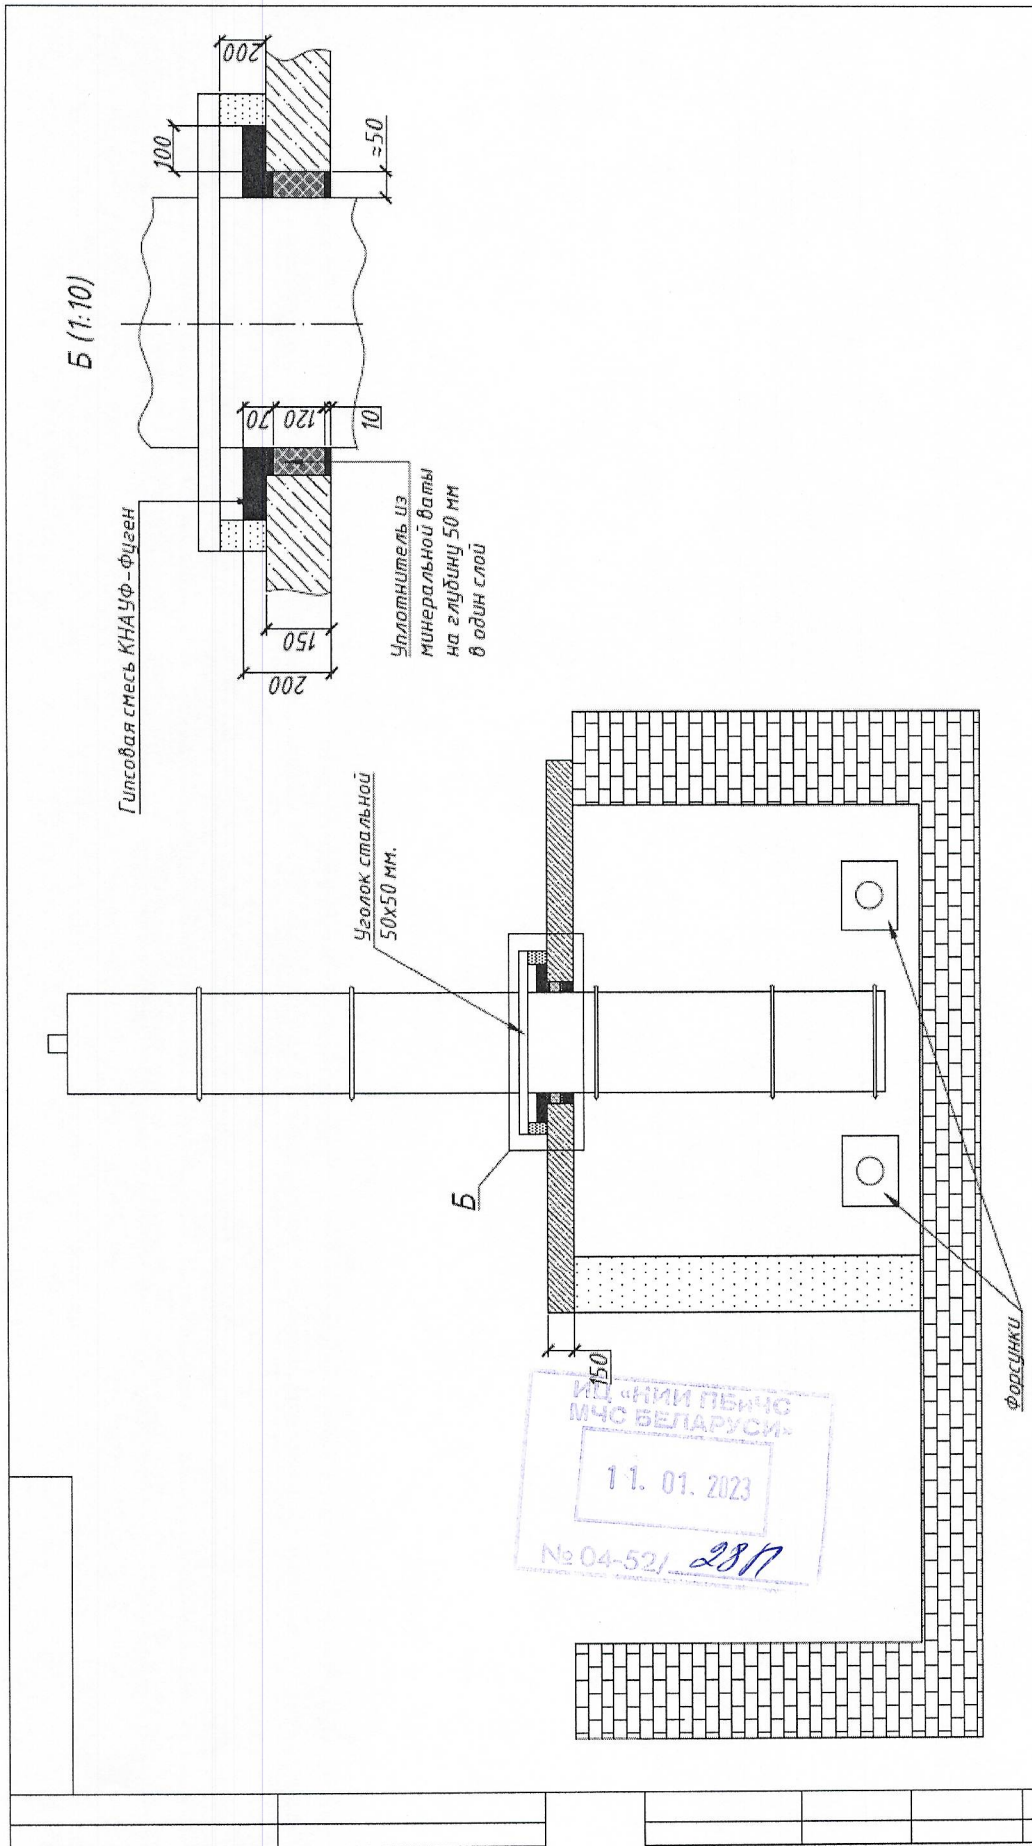 Б (1:10)
200
100
≈50
70
120
10
150
200
Гипсовая смесь КНАУФ-Фуген
Уплотнитель из
минеральной ваты
на глубину 50 мм
в один слой
Уголок стальной
50х50 мм.
Б
150
Форсунки
ИЦ «НИИ ПБиЧС
МЧС БЕЛАРУСИ»
11. 01. 2023
№ 04-52/ 28П